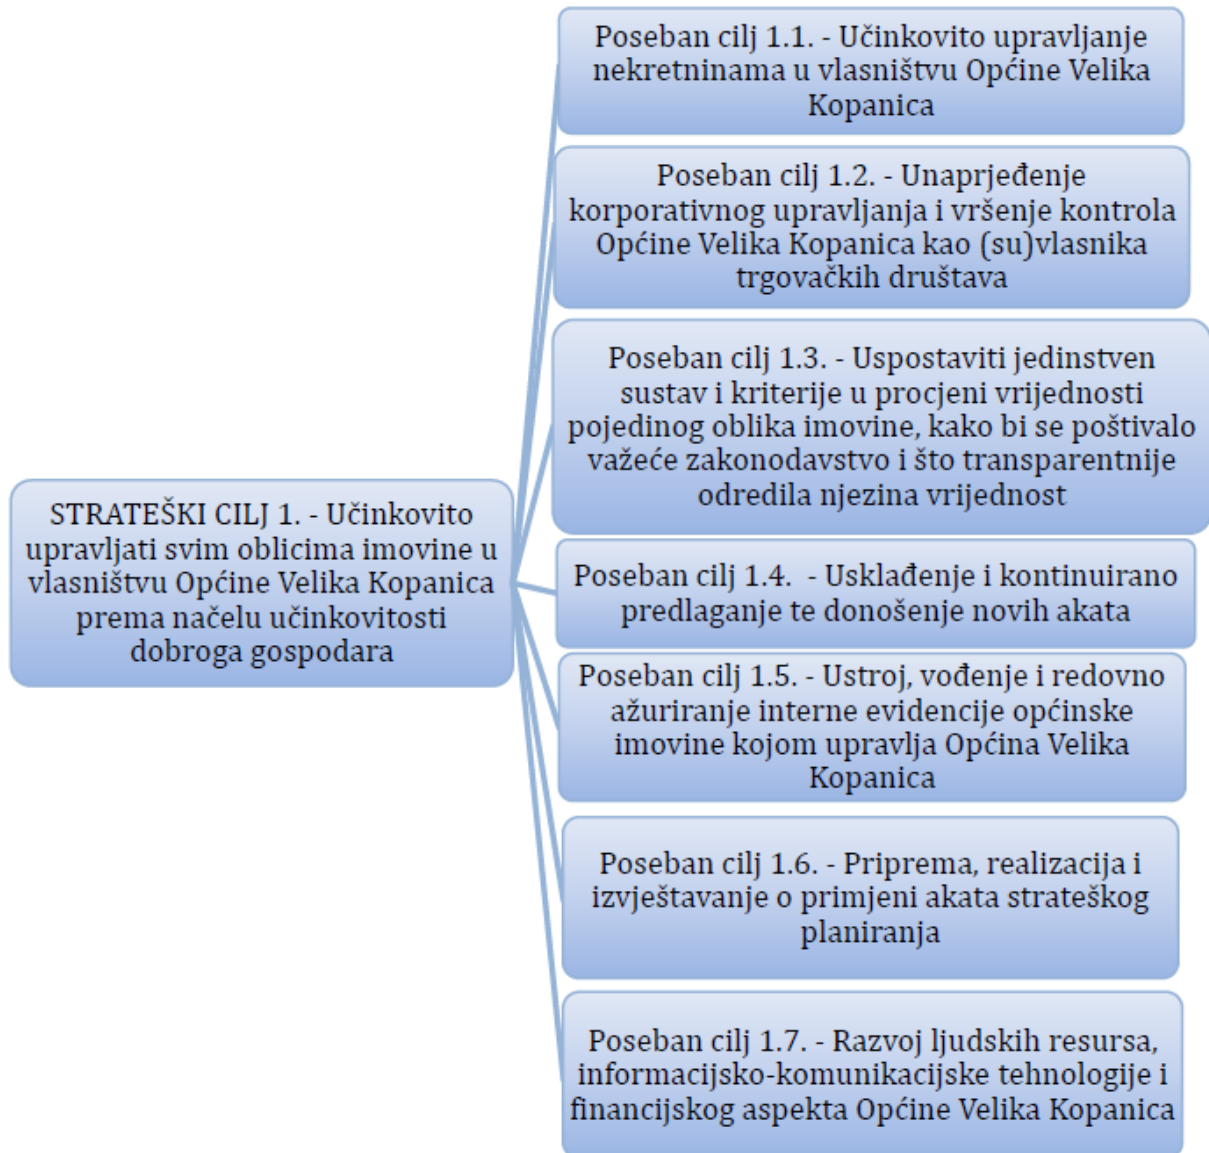 Poseban cilj 1.1. - Učinkovito upravljanje
nekretninama u vlasništvu Općine Velika
Kopanica
Poseban cilj 1.2. - Unaprjeđenje
korporativnog upravljanja i vršenje kontrola
Općine Velika Kopanica kao (su)vlasnika
trgovačkih društava
Poseban cilj 1.3. - Uspostaviti jedinstven
sustav i kriterije u procjeni vrijednosti
pojedinog oblika imovine, kako bi se poštivalo
važeće zakonodavstvo i što transparentnije
odredila njezina vrijednost
STRATEŠKI CILJ 1. - Učinkovito
upravljati svim oblicima imovine u
vlasništvu Općine Velika Kopanica
prema načelu učinkovitosti
dobroga gospodara
Poseban cilj 1.4.  - Usklađenje i kontinuirano
predlaganje te donošenje novih akata
Poseban cilj 1.5. - Ustroj, vođenje i redovno
ažuriranje interne evidencije općinske
imovine kojom upravlja Općina Velika
Kopanica
Poseban cilj 1.6. - Priprema, realizacija i
izvještavanje o primjeni akata strateškog
planiranja
Poseban cilj 1.7. - Razvoj ljudskih resursa,
informacijsko-komunikacijske tehnologije i
financijskog aspekta Općine Velika Kopanica